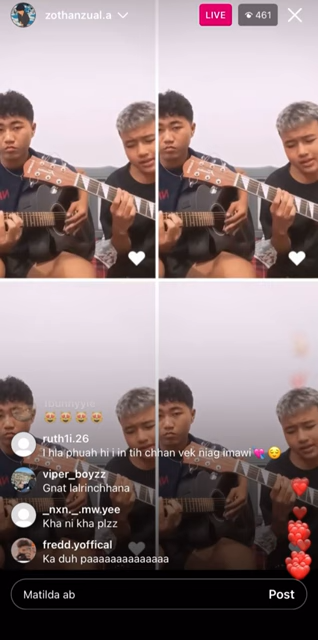 zothanzual.a
LIVE
461
😍😍😍😍
ruth1i.26
I hla phuah hi i in tih chhan vek niag imawi💘😏
viper_boyzz
Gnat lalrinchhana
_nxn._.mw.yee
Kha ni kha plzz
fredd.yoffical
Ka duh paaaaaaaaaaaaaa
Matilda ab
Post